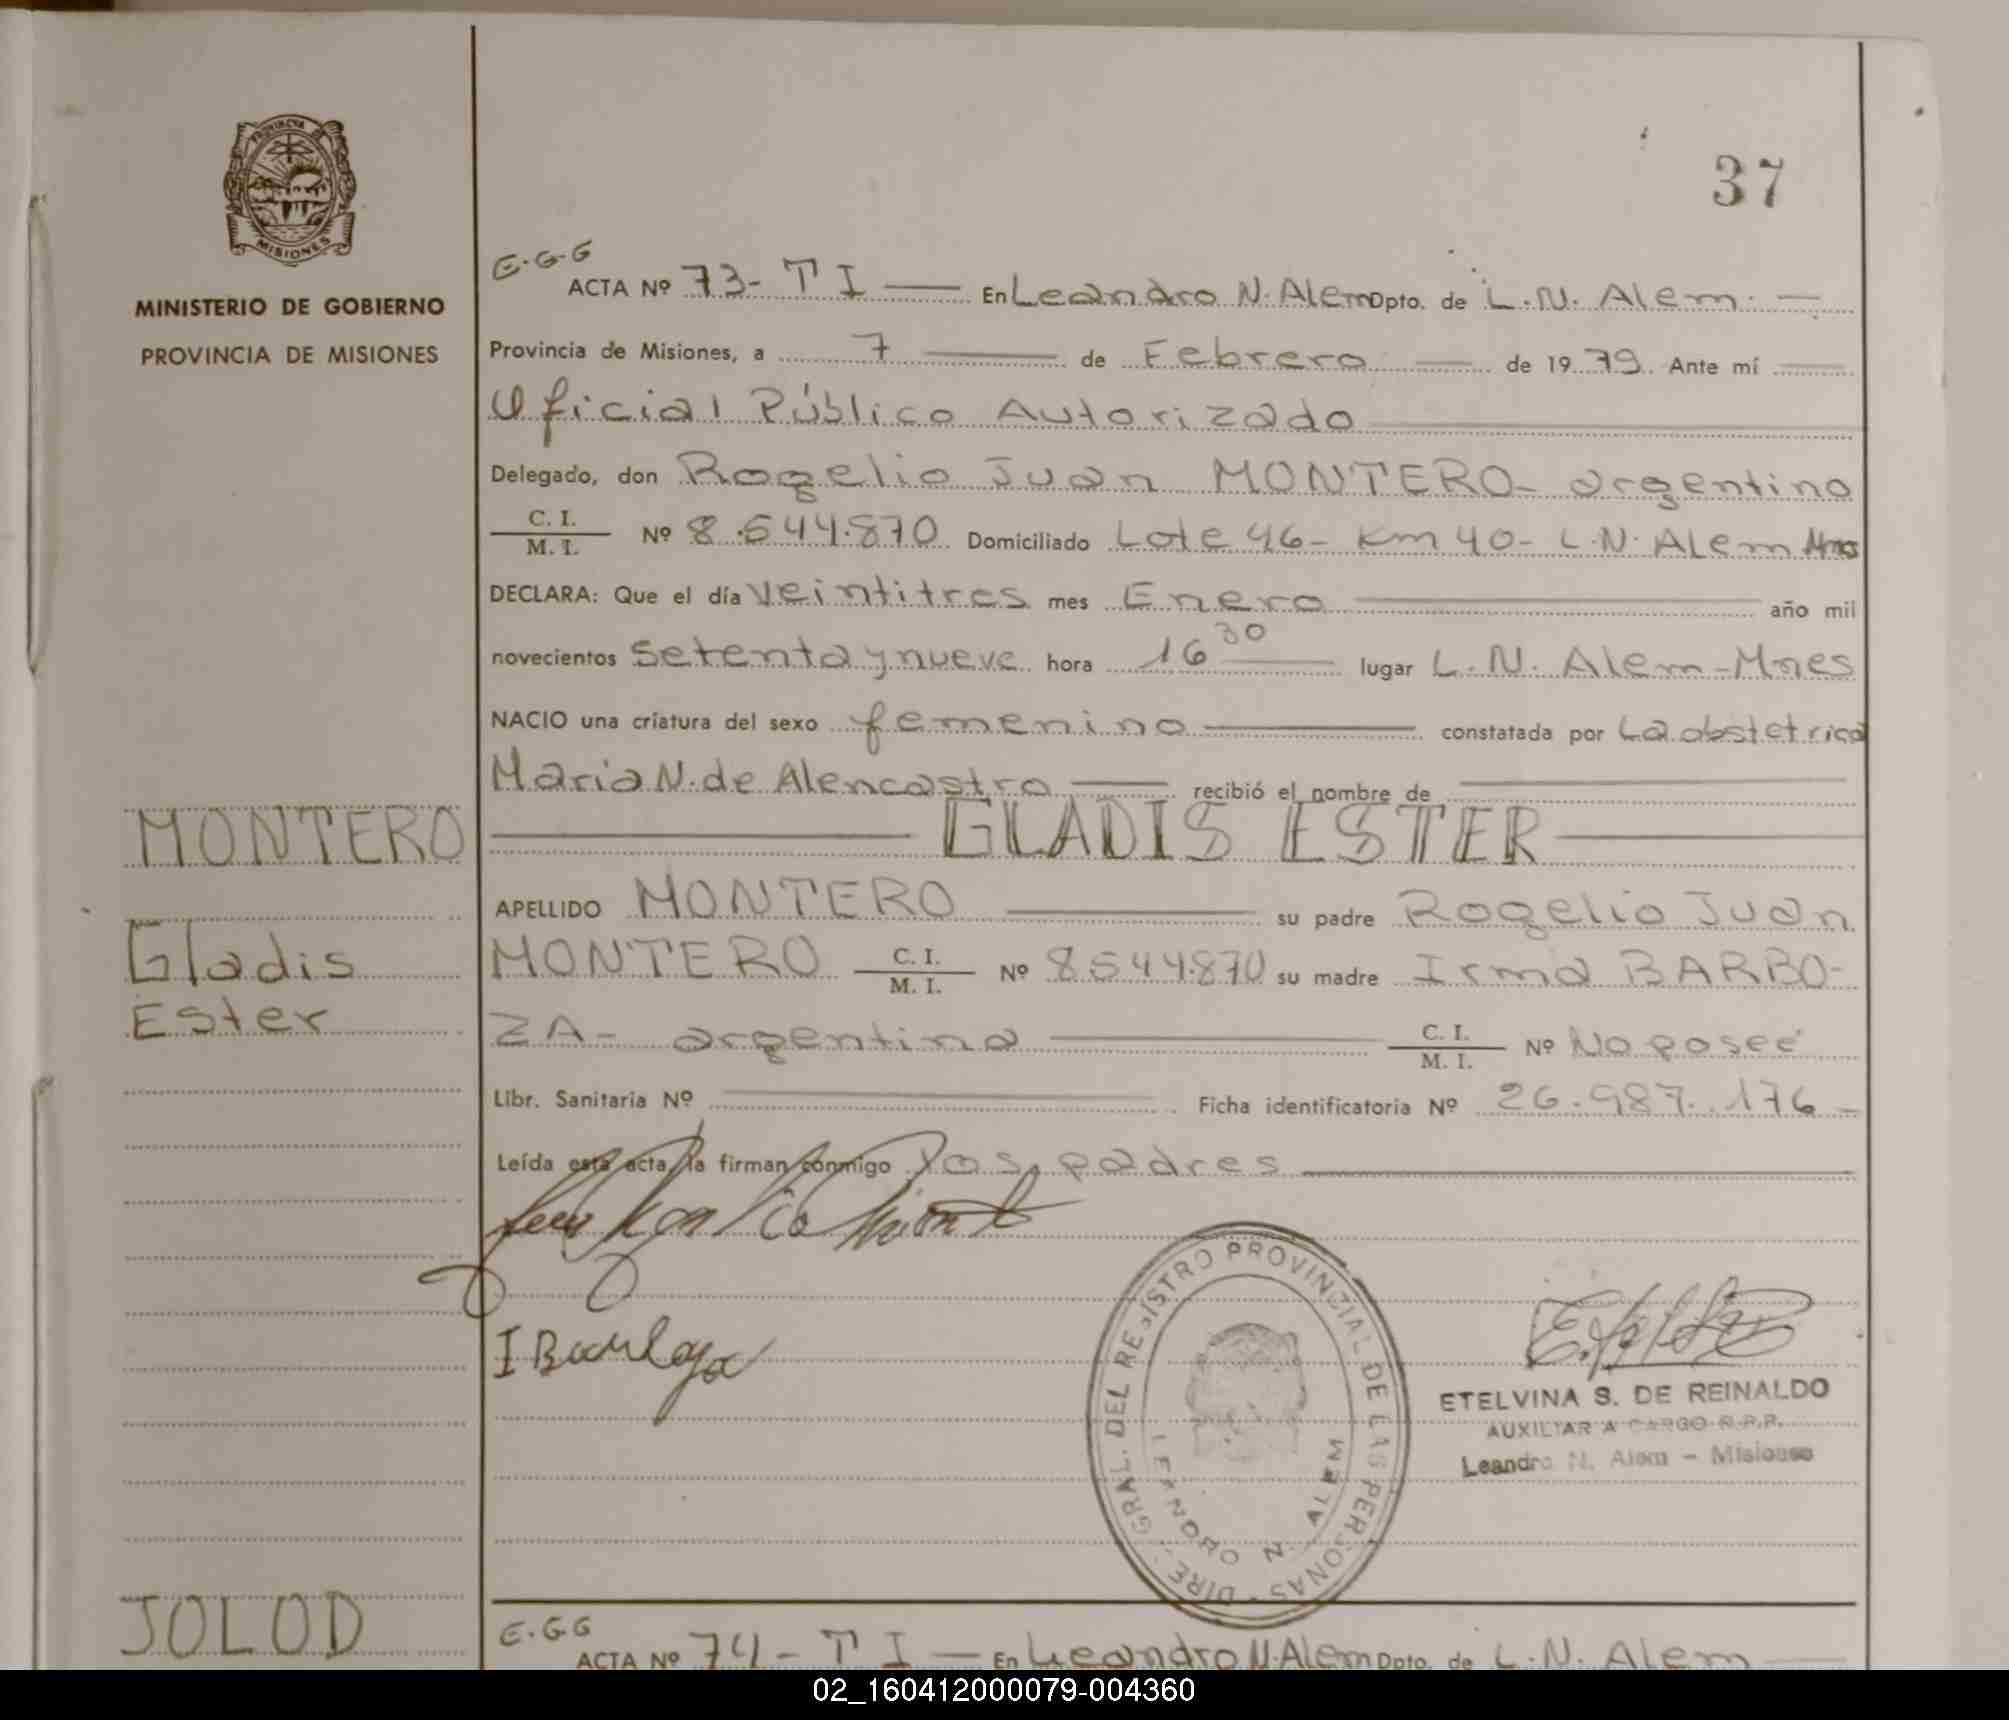 PROVINCIA
MISIONES
MINISTERIO DE GOBIERNO
PROVINCIA DE MISIONES
MONTERO
Gladis
Ester
JOLOD
37
E.G.G
ACTA Nº 73-TI En Leandro N. Alem Dpto. de L.N. Alem.
Provincia de Misiones, a 7 de Febrero de 1979. Ante mí
Oficial Público Autorizado
Delegado, don Rogelio Juan MONTERO- argentino
C. I. / M. I. Nº 8.544.870 Domiciliado Lote 46- Km 40- L.N. Alem Mnes
DECLARA: Que el día veintitres mes Enero año mil
novecientos setenta y nueve hora 16 30 lugar L.N. Alem-Mnes
NACIO una criatura del sexo femenino constatada por La obstetrica
Maria N. de Alencastro recibió el nombre de
GLADIS ESTER
APELLIDO MONTERO su padre Rogelio Juan
MONTERO C. I. / M. I. Nº 8.544.870 su madre Irma BARBO-
ZA- argentina C. I. / M. I. Nº No posee
Libr. Sanitaria Nº Ficha identificatoria Nº 26.987.176-
Leída esta acta, la firman conmigo los padres
DIREC. GRAL. DEL REGISTRO PROVINCIAL DE LAS PERSONAS
LEANDRO N. ALEM
ETELVINA S. DE REINALDO
AUXILIAR A CARGO R.P.P.
Leandro N. Alem - Misiones
E.G.G
ACTA Nº 74-TI En Leandro N. Alem Dpto. de L.N. Alem
02_160412000079-004360